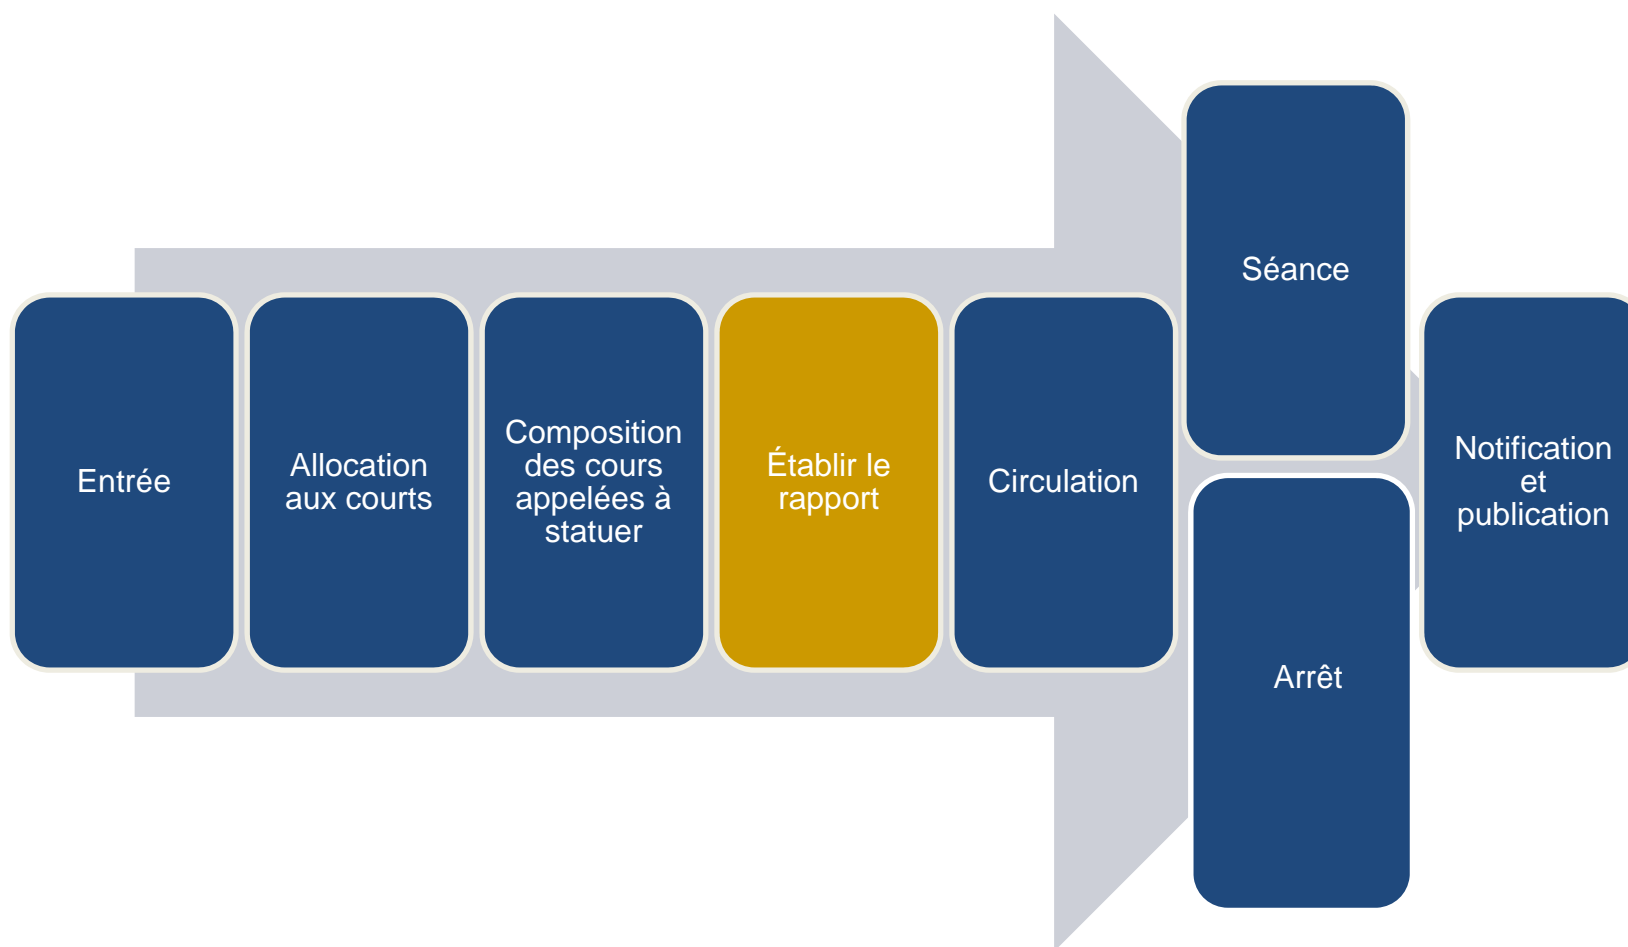 Entrée
Allocation
aux courts
Composition
des cours
appelées à
statuer
Établir le
rapport
Circulation
Séance
Arrêt
Notification
et
publication